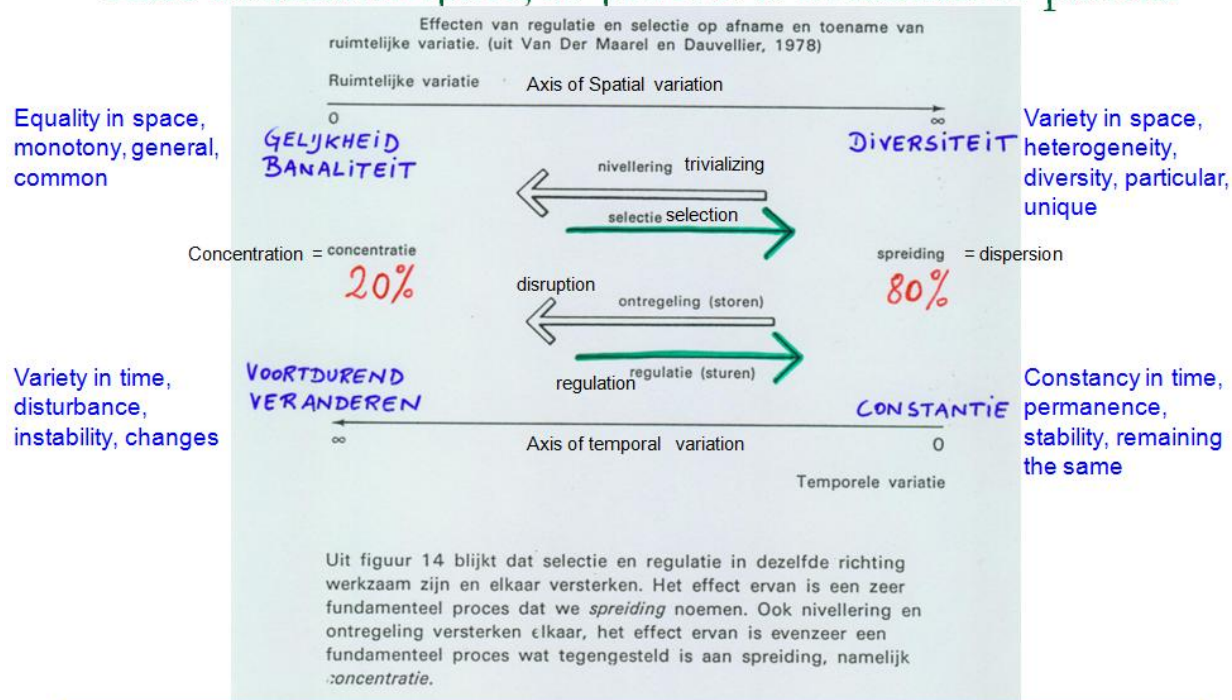 Effecten van regulatie en selectie op afname en toename van
ruimtelijke variatie. (uit Van Der Maarel en Dauvellier, 1978)
Ruimtelijke variatie Axis of Spatial variation
0 ∞
Equality in space,
monotony, general,
common
GELIJKHEID
BANALITEIT
DIVERSITEIT
Variety in space,
heterogeneity,
diversity, particular,
unique
nivellering trivializing
selectie selection
Concentration = concentratie
20%
spreiding = dispersion
80%
disruption
ontregeling (storen)
regulation regulatie (sturen)
Variety in time,
disturbance,
instability, changes
VOORTDUREND
VERANDEREN
CONSTANTIE
Constancy in time,
permanence,
stability, remaining
the same
∞ Axis of temporal variation 0
Temporele variatie
Uit figuur 14 blijkt dat selectie en regulatie in dezelfde richting
werkzaam zijn en elkaar versterken. Het effect ervan is een zeer
fundamenteel proces dat we spreiding noemen. Ook nivellering en
ontregeling versterken elkaar, het effect ervan is evenzeer een
fundamenteel proces wat tegengesteld is aan spreiding, namelijk
concentratie.